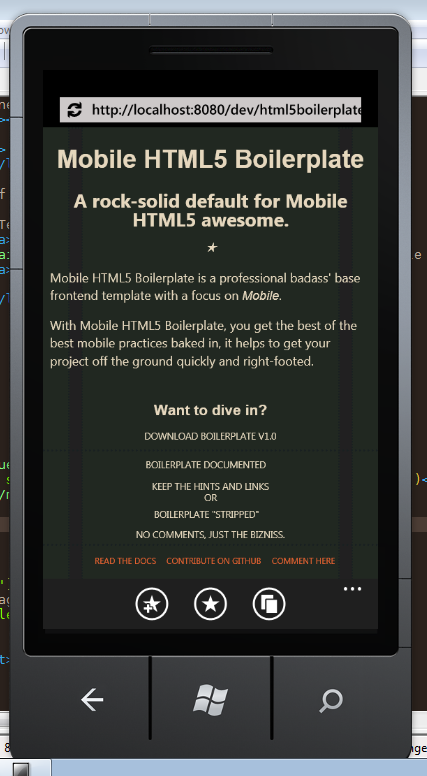 http://localhost:8080/dev/html5boilerplate
Mobile HTML5 Boilerplate
A rock-solid default for Mobile
HTML5 awesome.
Mobile HTML5 Boilerplate is a professional badass' base
frontend template with a focus on Mobile.
With Mobile HTML5 Boilerplate, you get the best of the
best mobile practices baked in, it helps to get your
project off the ground quickly and right-footed.
Want to dive in?
DOWNLOAD BOILERPLATE V1.0
BOILERPLATE DOCUMENTED
KEEP THE HINTS AND LINKS
OR
BOILERPLATE "STRIPPED"
NO COMMENTS, JUST THE BIZNISS.
READ THE DOCS CONTRIBUTE ON GITHUB COMMENT HERE